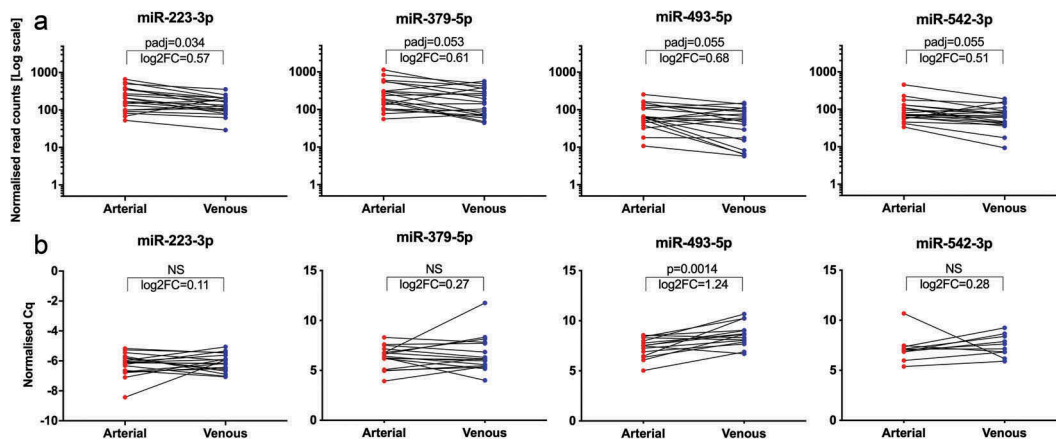 a
miR-223-3p
miR-379-5p
miR-493-5p
miR-542-3p
Normalised read counts [Log scale]
padj=0.034
log2FC=0.57
1000
100
10
1
Arterial
Venous
padj=0.053
log2FC=0.61
1000
100
10
1
Arterial
Venous
padj=0.055
log2FC=0.68
1000
100
10
1
Arterial
Venous
padj=0.055
log2FC=0.51
1000
100
10
1
Arterial
Venous
b
miR-223-3p
miR-379-5p
miR-493-5p
miR-542-3p
Normalised Cq
NS
log2FC=0.11
0
-2
-4
-6
-8
-10
Arterial
Venous
NS
log2FC=0.27
15
10
5
0
Arterial
Venous
p=0.0014
log2FC=1.24
15
10
5
0
Arterial
Venous
NS
log2FC=0.28
15
10
5
0
Arterial
Venous